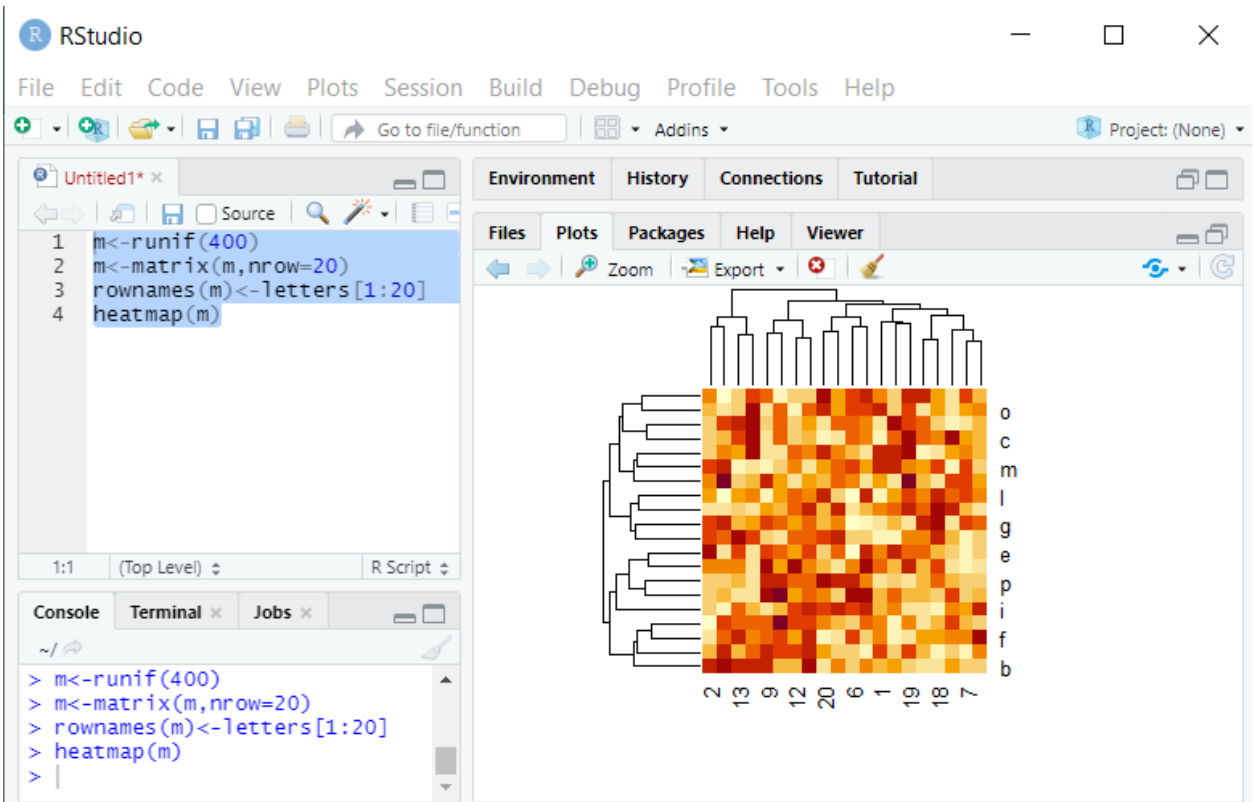 RStudio
File Edit Code View Plots Session Build Debug Profile Tools Help
Go to file/function Addins Project: (None)
Untitled1*
Source
1 m<-runif(400)
2 m<-matrix(m,nrow=20)
3 rownames(m)<-letters[1:20]
4 heatmap(m)
1:1 (Top Level) R Script
Console Terminal Jobs
~/
> m<-runif(400)
> m<-matrix(m,nrow=20)
> rownames(m)<-letters[1:20]
> heatmap(m)
>
Environment History Connections Tutorial
Files Plots Packages Help Viewer
Zoom Export
o
c
m
l
g
e
p
i
f
b
2 13 9 12 20 6 1 19 18 7